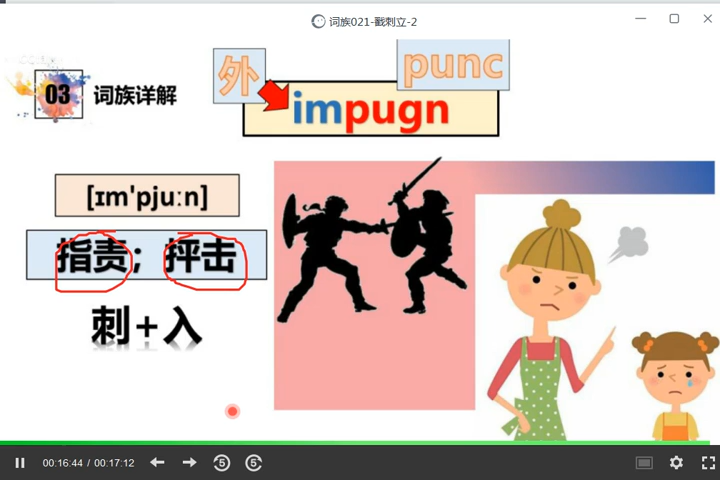 词族021-戳刺立-2
03 词族详解
外
punc
impugn
[ɪm'pjuːn]
指责；抨击
刺+入
00:16:44 / 00:17:12
5 5